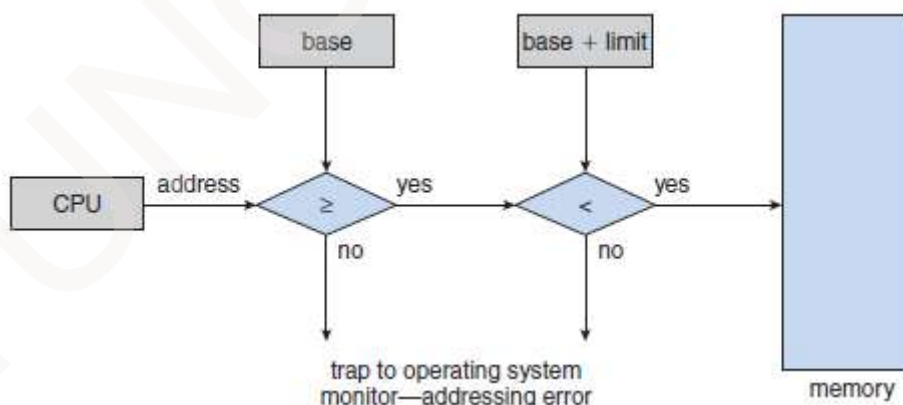 base
base + limit
CPU
address
≥
yes
<
yes
no
no
trap to operating system
monitor—addressing error
memory